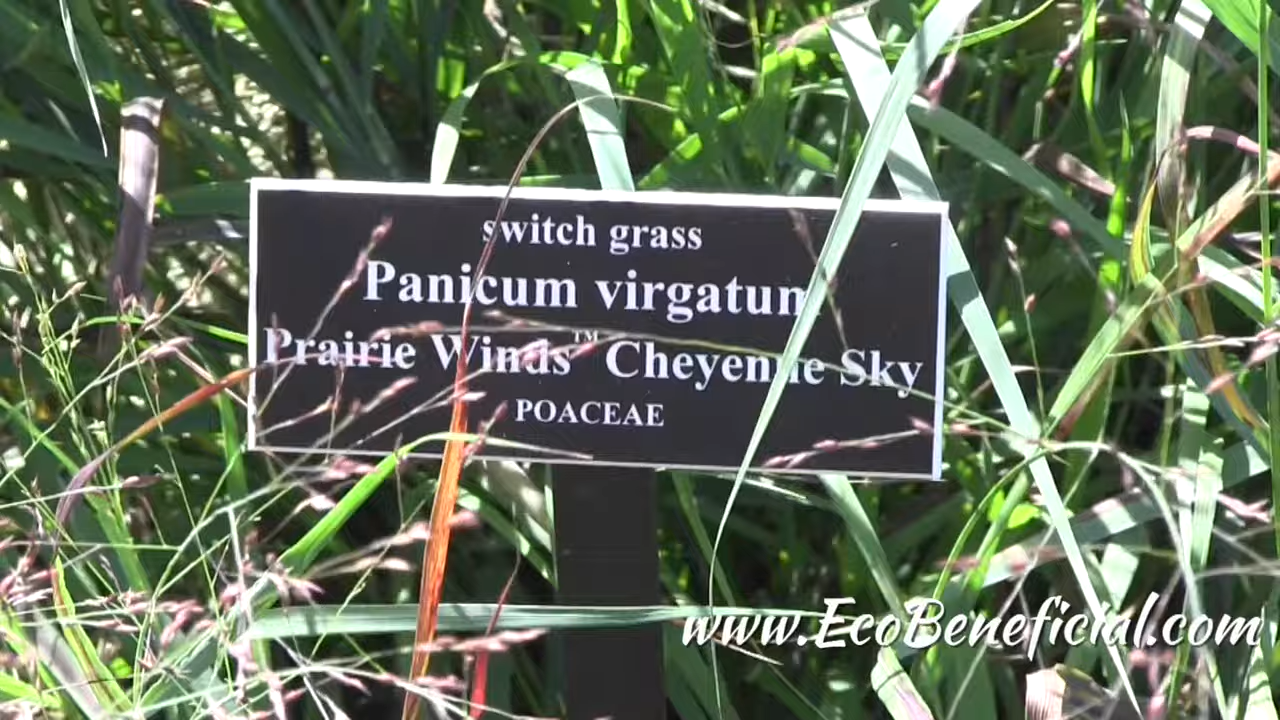 switch grass
Panicum virgatum
Prairie Winds™ Cheyenne Sky
POACEAE
www.EcoBeneficial.com